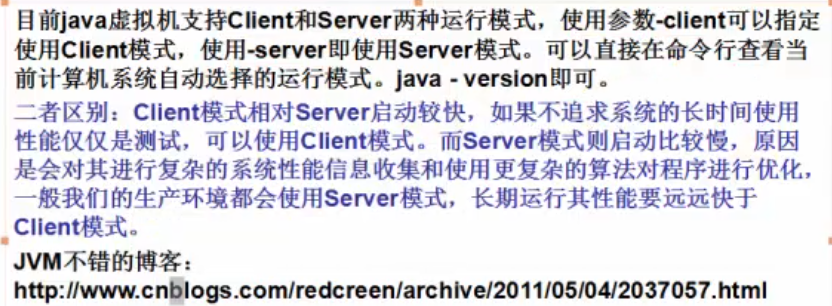 目前java虚拟机支持Client和Server两种运行模式，使用参数-client可以指定
使用Client模式，使用-server即使用Server模式。可以直接在命令行查看当
前计算机系统自动选择的运行模式。java - version即可。
二者区别：Client模式相对Server启动较快，如果不追求系统的长时间使用
性能仅仅是测试，可以使用Client模式。而Server模式则启动比较慢，原因
是会对其进行复杂的系统性能信息收集和使用更复杂的算法对程序进行优化，
一般我们的生产环境都会使用Server模式，长期运行其性能要远远快于
Client模式。
JVM不错的博客：
http://www.cnblogs.com/redcreen/archive/2011/05/04/2037057.html